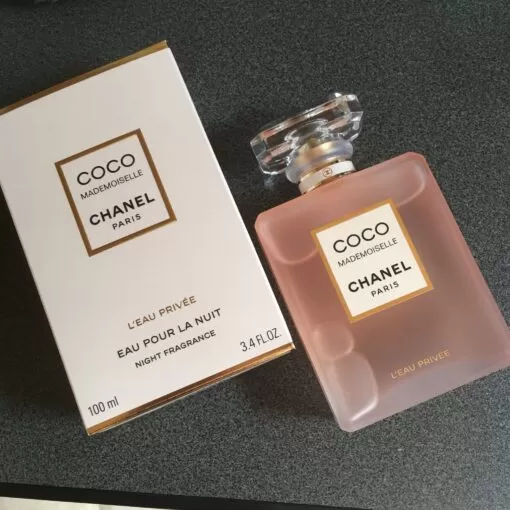 COCO
MADEMOISELLE
CHANEL
PARIS
L'EAU PRIVÉE
EAU POUR LA NUIT
NIGHT FRAGRANCE
100 ml
3.4 FL.OZ.
COCO
MADEMOISELLE
CHANEL
PARIS
L'EAU PRIVÉE